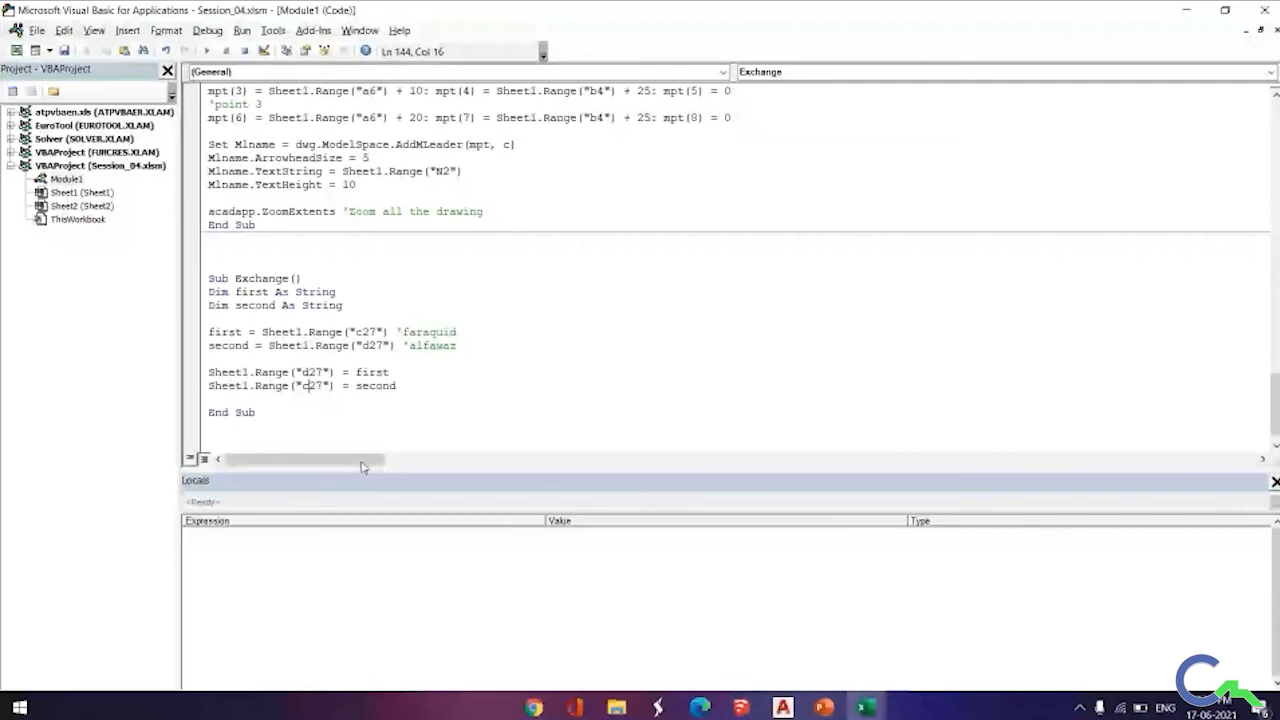 Microsoft Visual Basic for Applications - Session_04.xlsm - [Module1 (Code)]
File Edit View Insert Format Debug Run Tools Add-Ins Window Help
Ln 144, Col 16
Project - VBAProject
(General) Exchange
atpvbaen.xls (ATPVBAEN.XLAM)
EuroTool (EUROTOOL.XLAM)
Solver (SOLVER.XLAM)
VBAProject (FUNCRES.XLAM)
VBAProject (Session_04.xlsm)
Module1
Sheet1 (Sheet1)
Sheet2 (Sheet2)
ThisWorkbook
mpt(3) = Sheet1.Range("a6") + 10: mpt(4) = Sheet1.Range("b4") + 25: mpt(5) = 0
'point 3
mpt(6) = Sheet1.Range("a6") + 20: mpt(7) = Sheet1.Range("b4") + 25: mpt(8) = 0
Set Mlname = dwg.ModelSpace.AddMLeader(mpt, c)
Mlname.ArrowheadSize = 5
Mlname.TextString = Sheet1.Range("N2")
Mlname.TextHeight = 10
acadapp.ZoomExtents 'Zoom all the drawing
End Sub
Sub Exchange()
Dim first As String
Dim second As String
first = Sheet1.Range("c27") 'faraquid
second = Sheet1.Range("d27") 'alfawaz
Sheet1.Range("d27") = first
Sheet1.Range("c27") = second
End Sub
Locals
<Ready>
Expression Value Type
ENG
17-06-2021